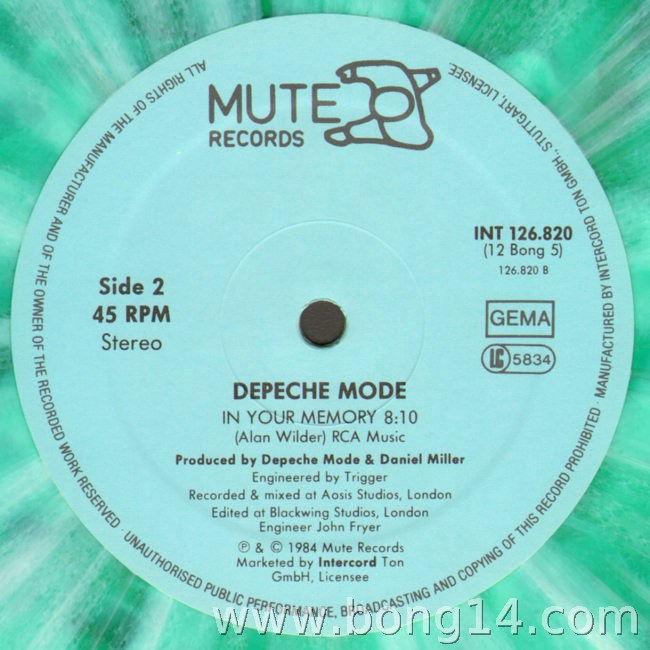 MUTE
RECORDS
ALL RIGHTS OF THE MANUFACTURER AND OF THE OWNER OF THE RECORDED WORK RESERVED · UNAUTHORISED PUBLIC PERFORMANCE, BROADCASTING AND COPYING OF THIS RECORD PROHIBITED · MANUFACTURED BY INTERCORD TON GMBH., STUTTGART, LICENSEE.
INT 126.820
(12 Bong 5)
126.820 B
Side 2
45 RPM
Stereo
GEMA
LC 5834
DEPECHE MODE
IN YOUR MEMORY 8:10
(Alan Wilder) RCA Music
Produced by Depeche Mode & Daniel Miller
Engineered by Trigger
Recorded & mixed at Aosis Studios, London
Edited at Blackwing Studios, London
Engineer John Fryer
℗ & © 1984 Mute Records
Marketed by Intercord Ton
GmbH, Licensee
www.bong14.com